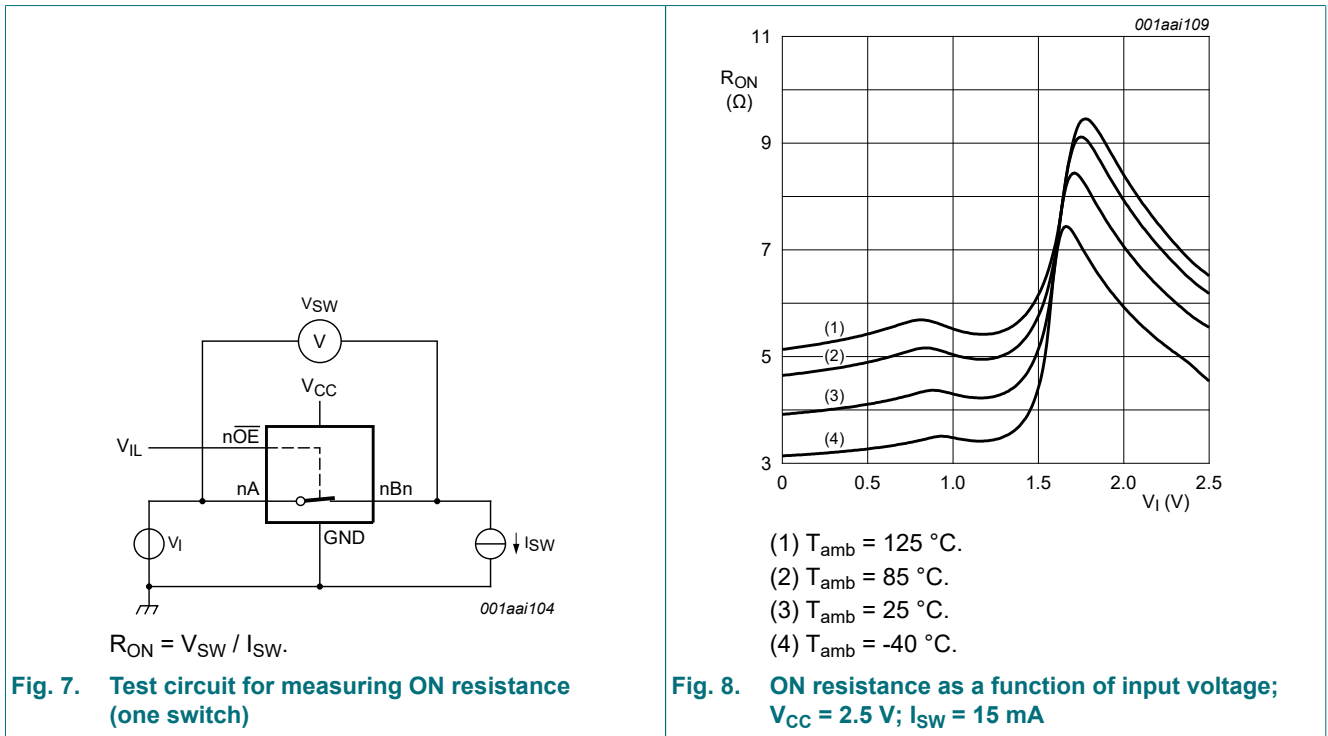 VSW
V
VCC
VIL
nOE
nA
nBn
GND
VI
ISW
001aai104
RON = VSW / ISW.
Fig. 7. Test circuit for measuring ON resistance
(one switch)
001aai109
11
RON
(Ω)
9
7
5
3
(1)
(2)
(3)
(4)
0 0.5 1.0 1.5 2.0 2.5
VI (V)
(1) Tamb = 125 °C.
(2) Tamb = 85 °C.
(3) Tamb = 25 °C.
(4) Tamb = -40 °C.
Fig. 8. ON resistance as a function of input voltage;
VCC = 2.5 V; ISW = 15 mA